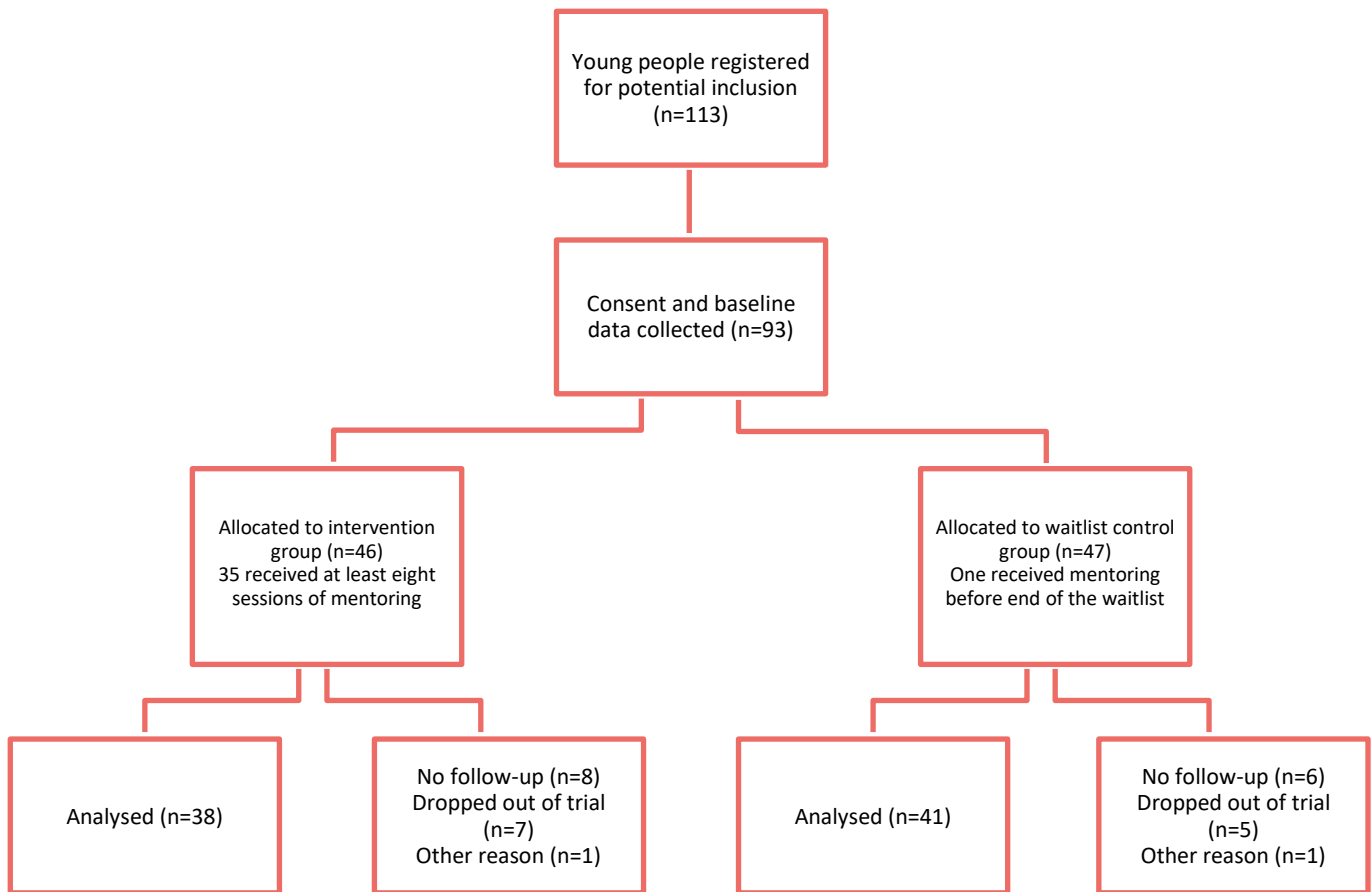 Young people registered
for potential inclusion
(n=113)
Consent and baseline
data collected (n=93)
Allocated to intervention
group (n=46)
35 received at least eight
sessions of mentoring
Allocated to waitlist control
group (n=47)
One received mentoring
before end of the waitlist
Analysed (n=38)
No follow-up (n=8)
Dropped out of trial
(n=7)
Other reason (n=1)
Analysed (n=41)
No follow-up (n=6)
Dropped out of trial
(n=5)
Other reason (n=1)